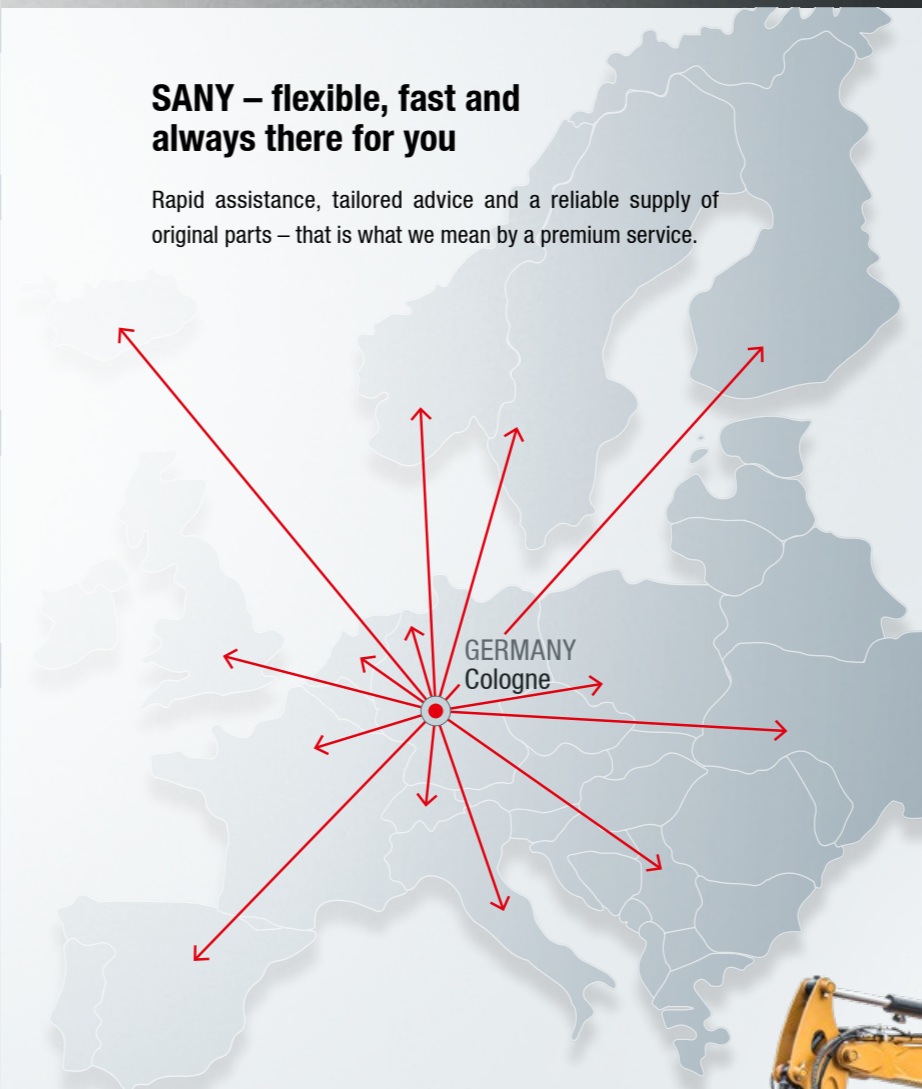 SANY – flexible, fast and
always there for you
Rapid assistance, tailored advice and a reliable supply of
original parts – that is what we mean by a premium service.
GERMANY
Cologne